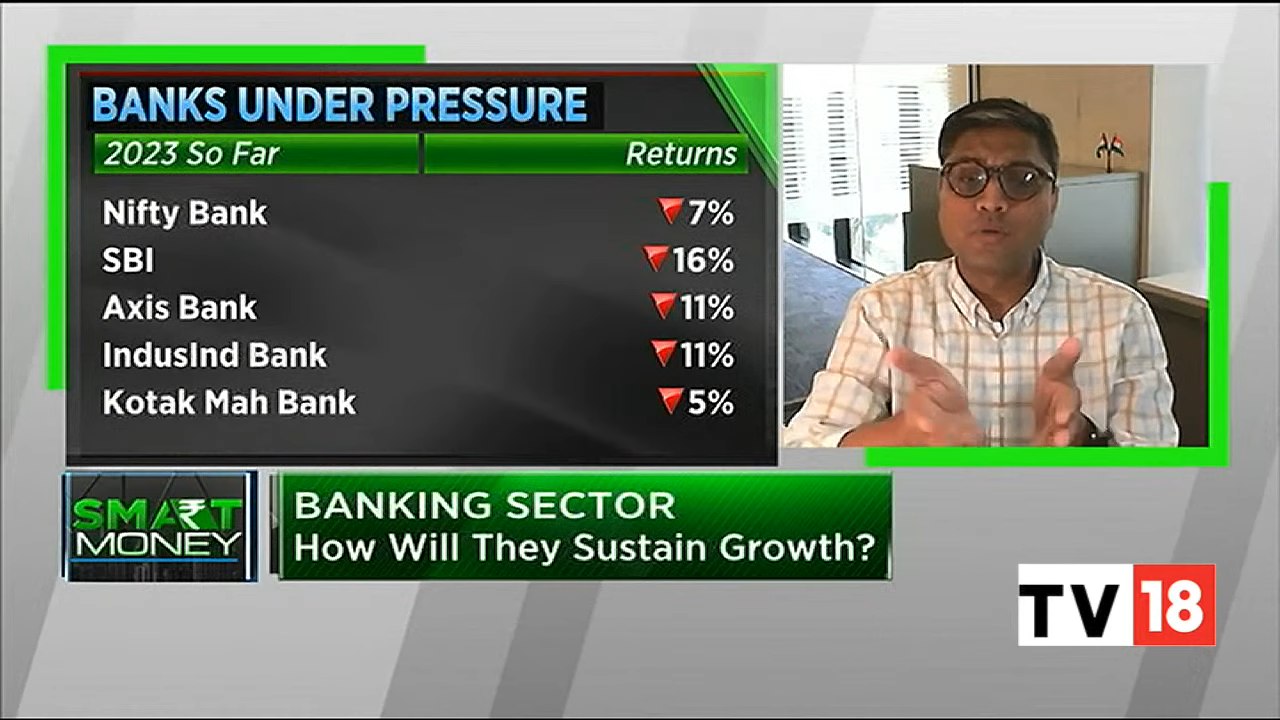 BANKS UNDER PRESSURE
2023 So Far Returns
Nifty Bank ▼7%
SBI ▼16%
Axis Bank ▼11%
IndusInd Bank ▼11%
Kotak Mah Bank ▼5%
SMA₹T
MONEY
BANKING SECTOR
How Will They Sustain Growth?
TV18